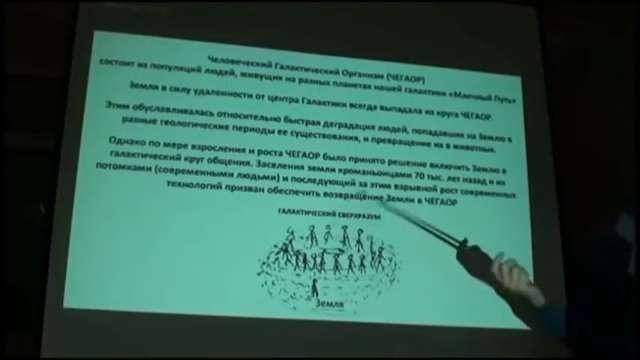 Человеческий Галактический Организм (ЧЕГАОР)
состоит из популяций людей, живущих на разных планетах нашей галактики «Млечный Путь»
Земля в силу удаленности от центра Галактики всегда выпадала из круга ЧЕГАОР.
Этим обуславливалась относительно быстрая деградация людей, попадавших на Землю в
разные геологические периоды ее существования, и превращение их в животных.
Однако по мере взросления и роста ЧЕГАОР было принято решение включить Землю в
галактический круг общения. Заселения земли кроманьонцами 70 тыс. лет назад и их
потомками (современными людьми) и последующий за этим взрывной рост современных
технологий призван обеспечить возвращение Земли в ЧЕГАОР
ГАЛАКТИЧЕСКИЙ СВЕРХРАЗУМ
Земля